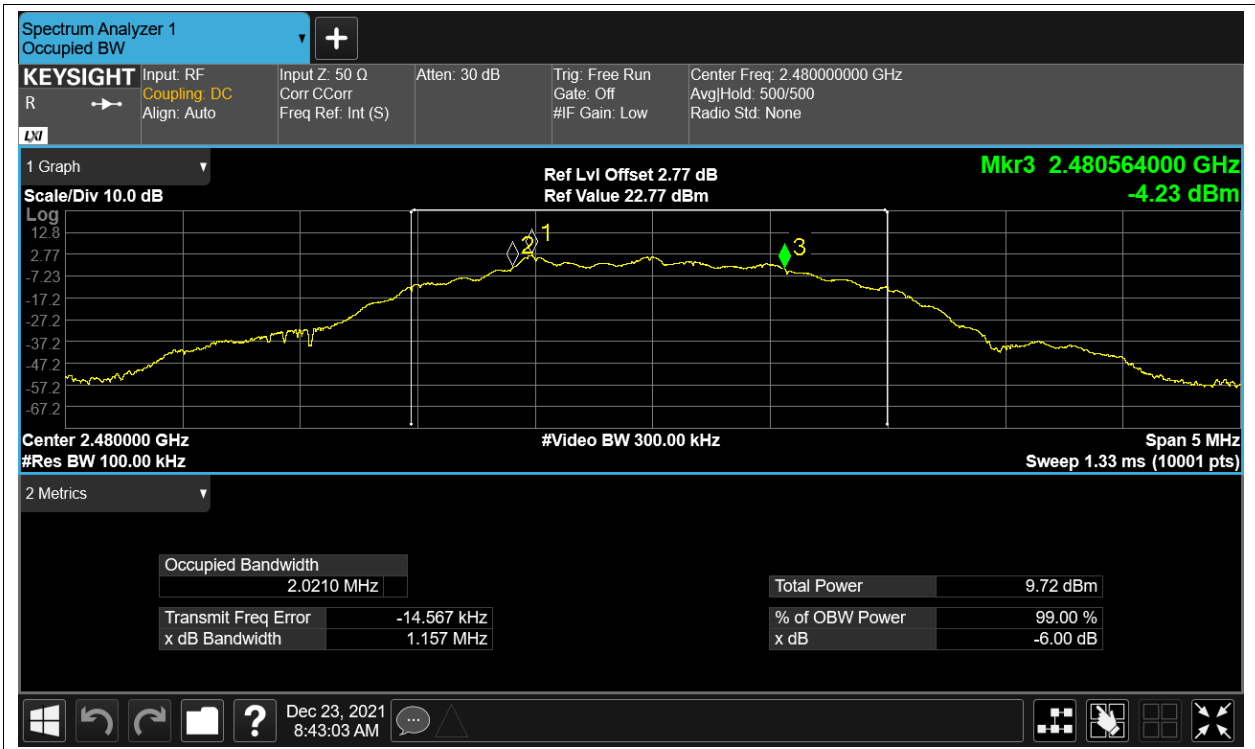 Spectrum Analyzer 1
Occupied BW
KEYSIGHT
R
LXI
Input: RF
Coupling: DC
Align: Auto
Input Z: 50 Ω
Corr CCorr
Freq Ref: Int (S)
Atten: 30 dB
Trig: Free Run
Gate: Off
#IF Gain: Low
Center Freq: 2.480000000 GHz
Avg|Hold: 500/500
Radio Std: None
1 Graph
Scale/Div 10.0 dB
Ref Lvl Offset 2.77 dB
Ref Value 22.77 dBm
Mkr3 2.480564000 GHz
-4.23 dBm
Log
12.8
2.77
-7.23
-17.2
-27.2
-37.2
-47.2
-57.2
-67.2
2
1
3
Center 2.480000 GHz
#Res BW 100.00 kHz
#Video BW 300.00 kHz
Span 5 MHz
Sweep 1.33 ms (10001 pts)
2 Metrics
Occupied Bandwidth
2.0210 MHz
Transmit Freq Error -14.567 kHz
x dB Bandwidth 1.157 MHz
Total Power 9.72 dBm
% of OBW Power 99.00 %
x dB -6.00 dB
?
Dec 23, 2021
8:43:03 AM